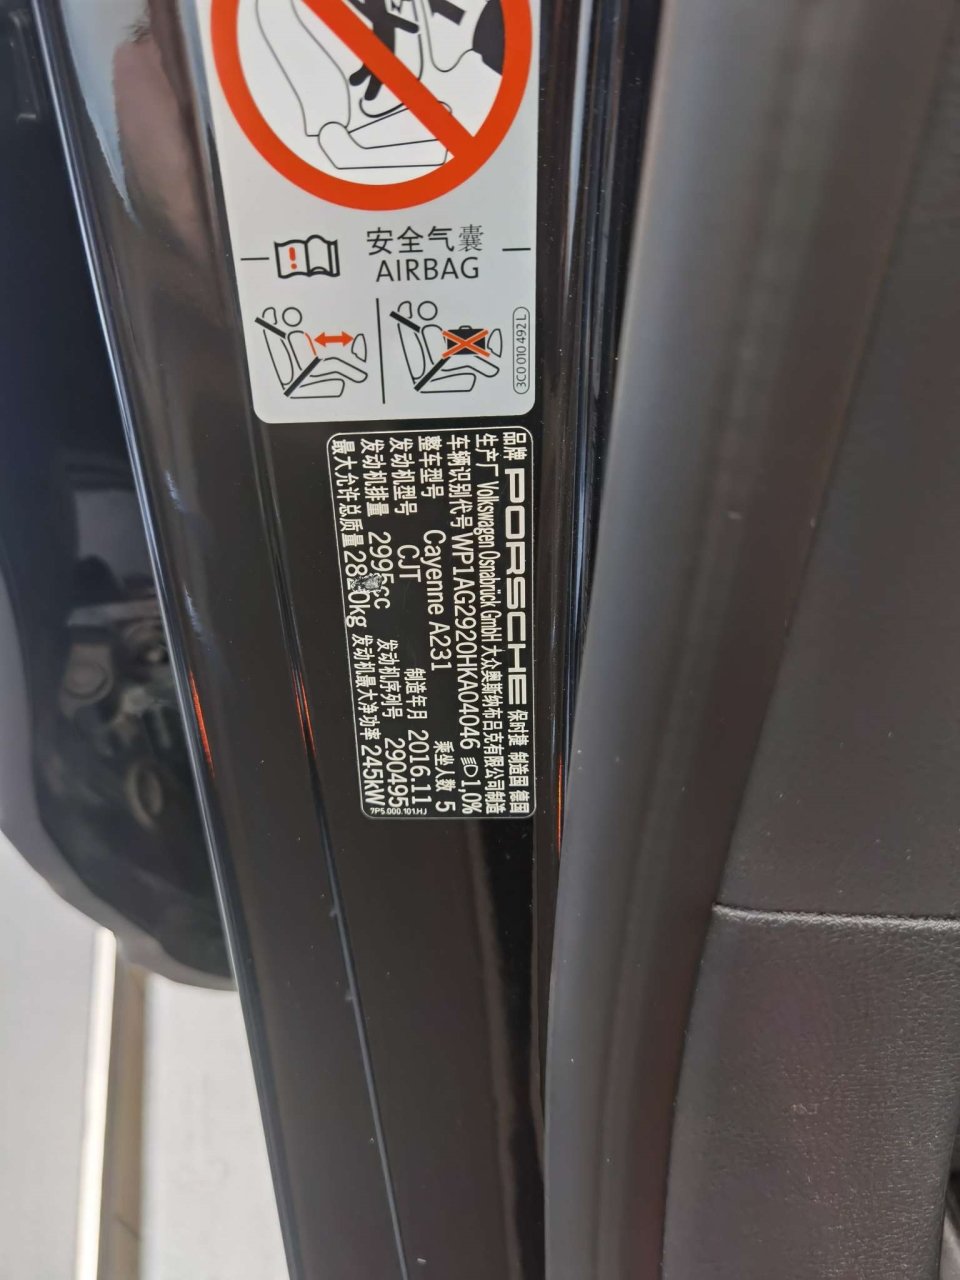 安全气囊
AIRBAG
3C0 010 492 L
品牌 PORSCHE 保时捷 制造国 德国
生产厂 Volkswagen Osnabrück GmbH 大众奥斯纳布吕克有限公司制造
车辆识别代号 WP1AG2920HKA04046 1,0%
整车型号 Cayenne A231 乘坐人数 5
发动机型号 CJT 制造年月 2016.11
发动机排量 2995cc 发动机序列号 290495
最大允许总质量 kg 发动机最大净功率 245kW
7P5.000.101.HJ